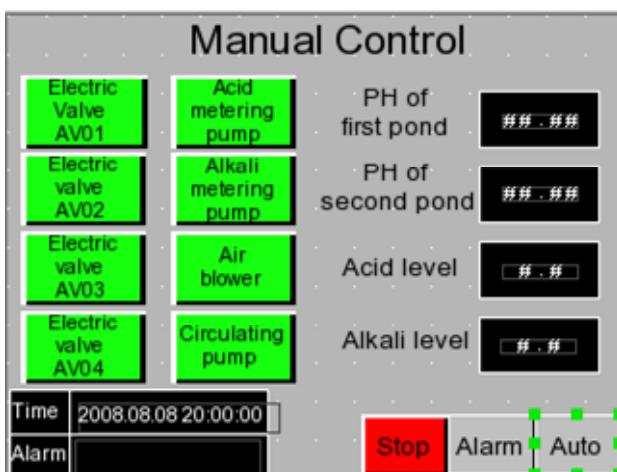 Manual Control
Electric
Valve
AV01
Acid
metering
pump
PH of
first pond
##.##
Electric
valve
AV02
Alkali
metering
pump
PH of
second pond
##.##
Electric
valve
AV03
Air
blower
Acid level
#.#
Electric
valve
AV04
Circulating
pump
Alkali level
#.#
Time
2008.08.08 20:00:00
Alarm
Stop
Alarm
Auto